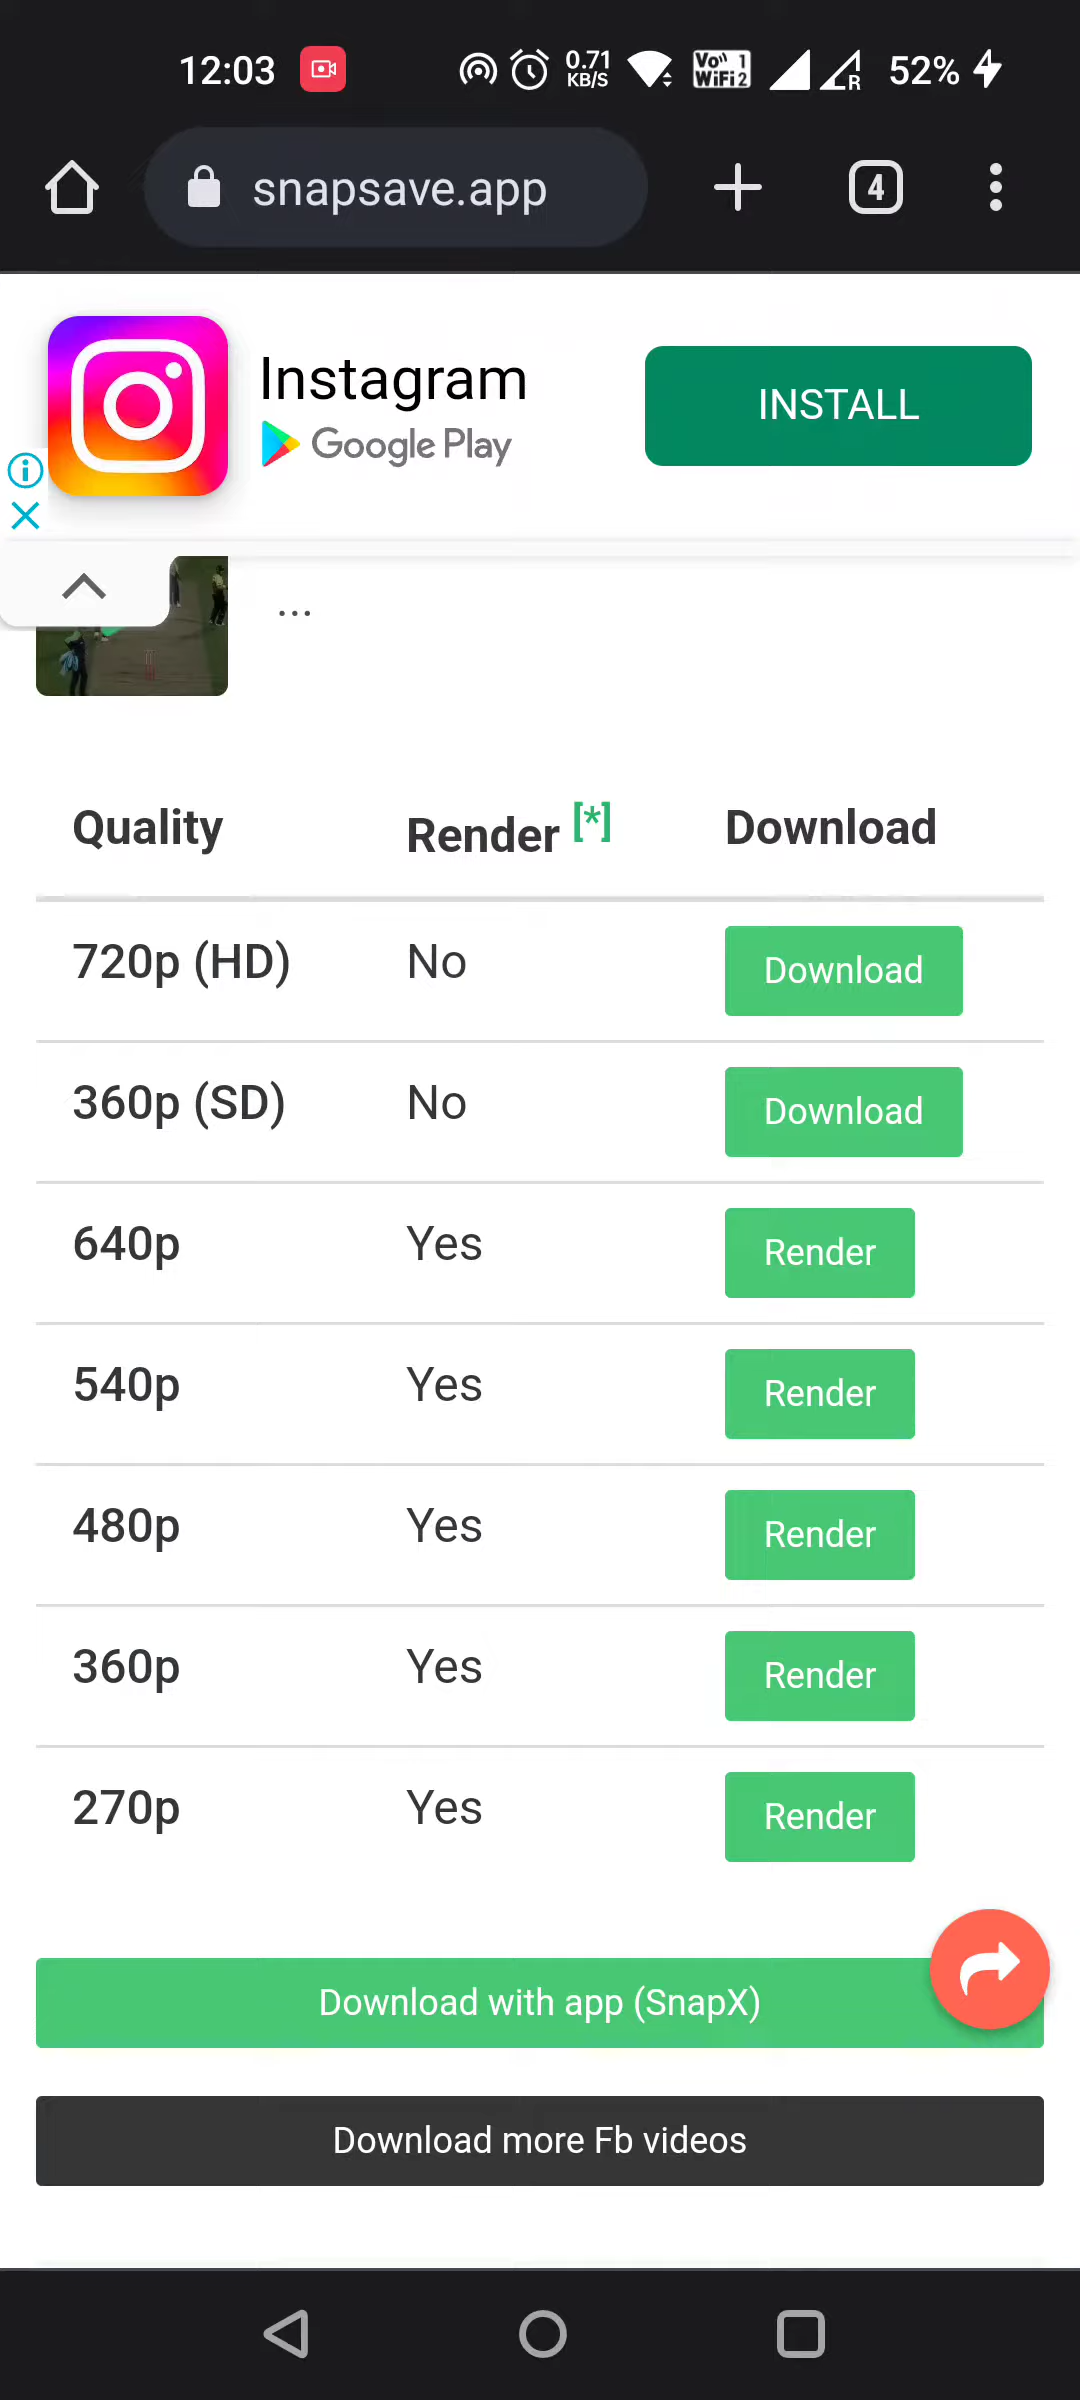 12:03
0.71
KB/S
Vo 1
WiFi 2
R
52%
snapsave.app
4
Instagram
INSTALL
Google Play
...
Quality Render [*] Download
720p (HD) No Download
360p (SD) No Download
640p Yes Render
540p Yes Render
480p Yes Render
360p Yes Render
270p Yes Render
Download with app (SnapX)
Download more Fb videos